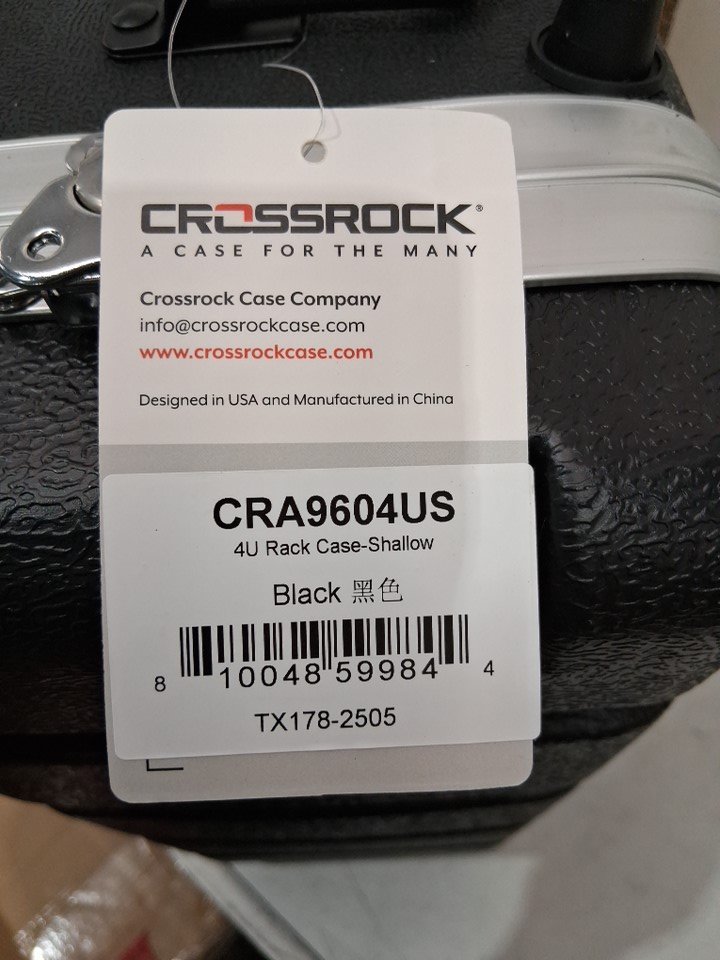 CROSSROCK®
A CASE FOR THE MANY
Crossrock Case Company
info@crossrockcase.com
www.crossrockcase.com
Designed in USA and Manufactured in China
CRA9604US
4U Rack Case-Shallow
Black 黑色
8 10048 59984 4
TX178-2505